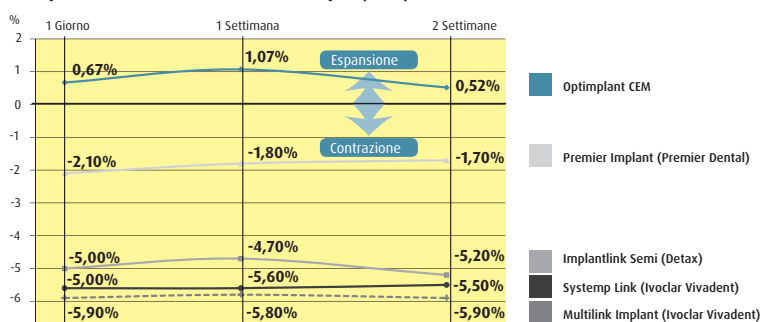 %
1 Giorno
1 Settimana
2 Settimane
2
1
0
-1
-2
-3
-4
-5
-6
0,67%
1,07%
0,52%
Espansione
Contrazione
-2,10%
-1,80%
-1,70%
-5,00%
-4,70%
-5,20%
-5,00%
-5,60%
-5,50%
-5,90%
-5,80%
-5,90%
Optimplant CEM
Premier Implant (Premier Dental)
Implantlink Semi (Detax)
Systemp Link (Ivoclar Vivadent)
Multilink Implant (Ivoclar Vivadent)